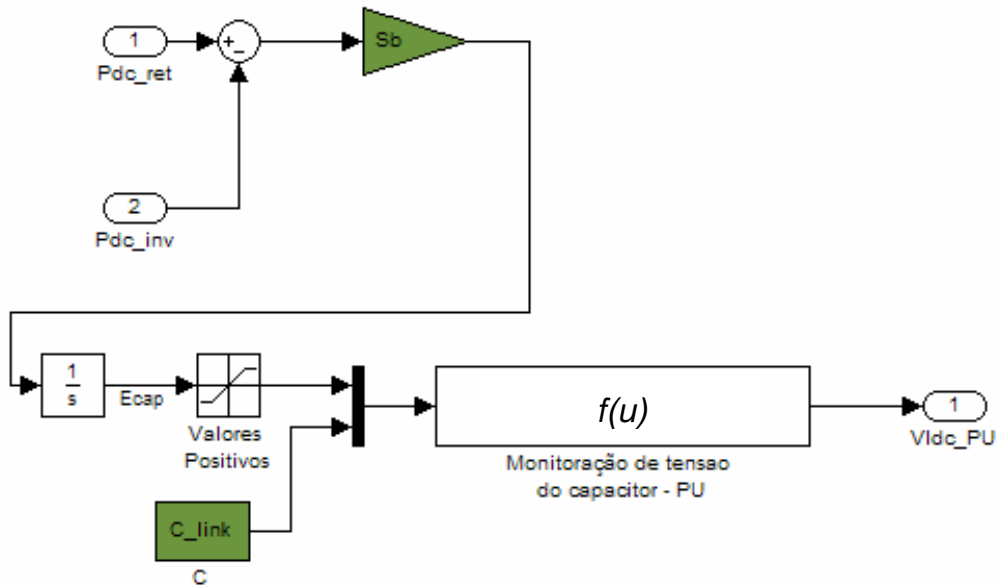 1
+
−
Sb
Pdc_ret
2
Pdc_inv
1
s
Ecap
Valores
Positivos
f(u)
Monitoração de tensao
do capacitor - PU
1
Vldc_PU
C_link
C